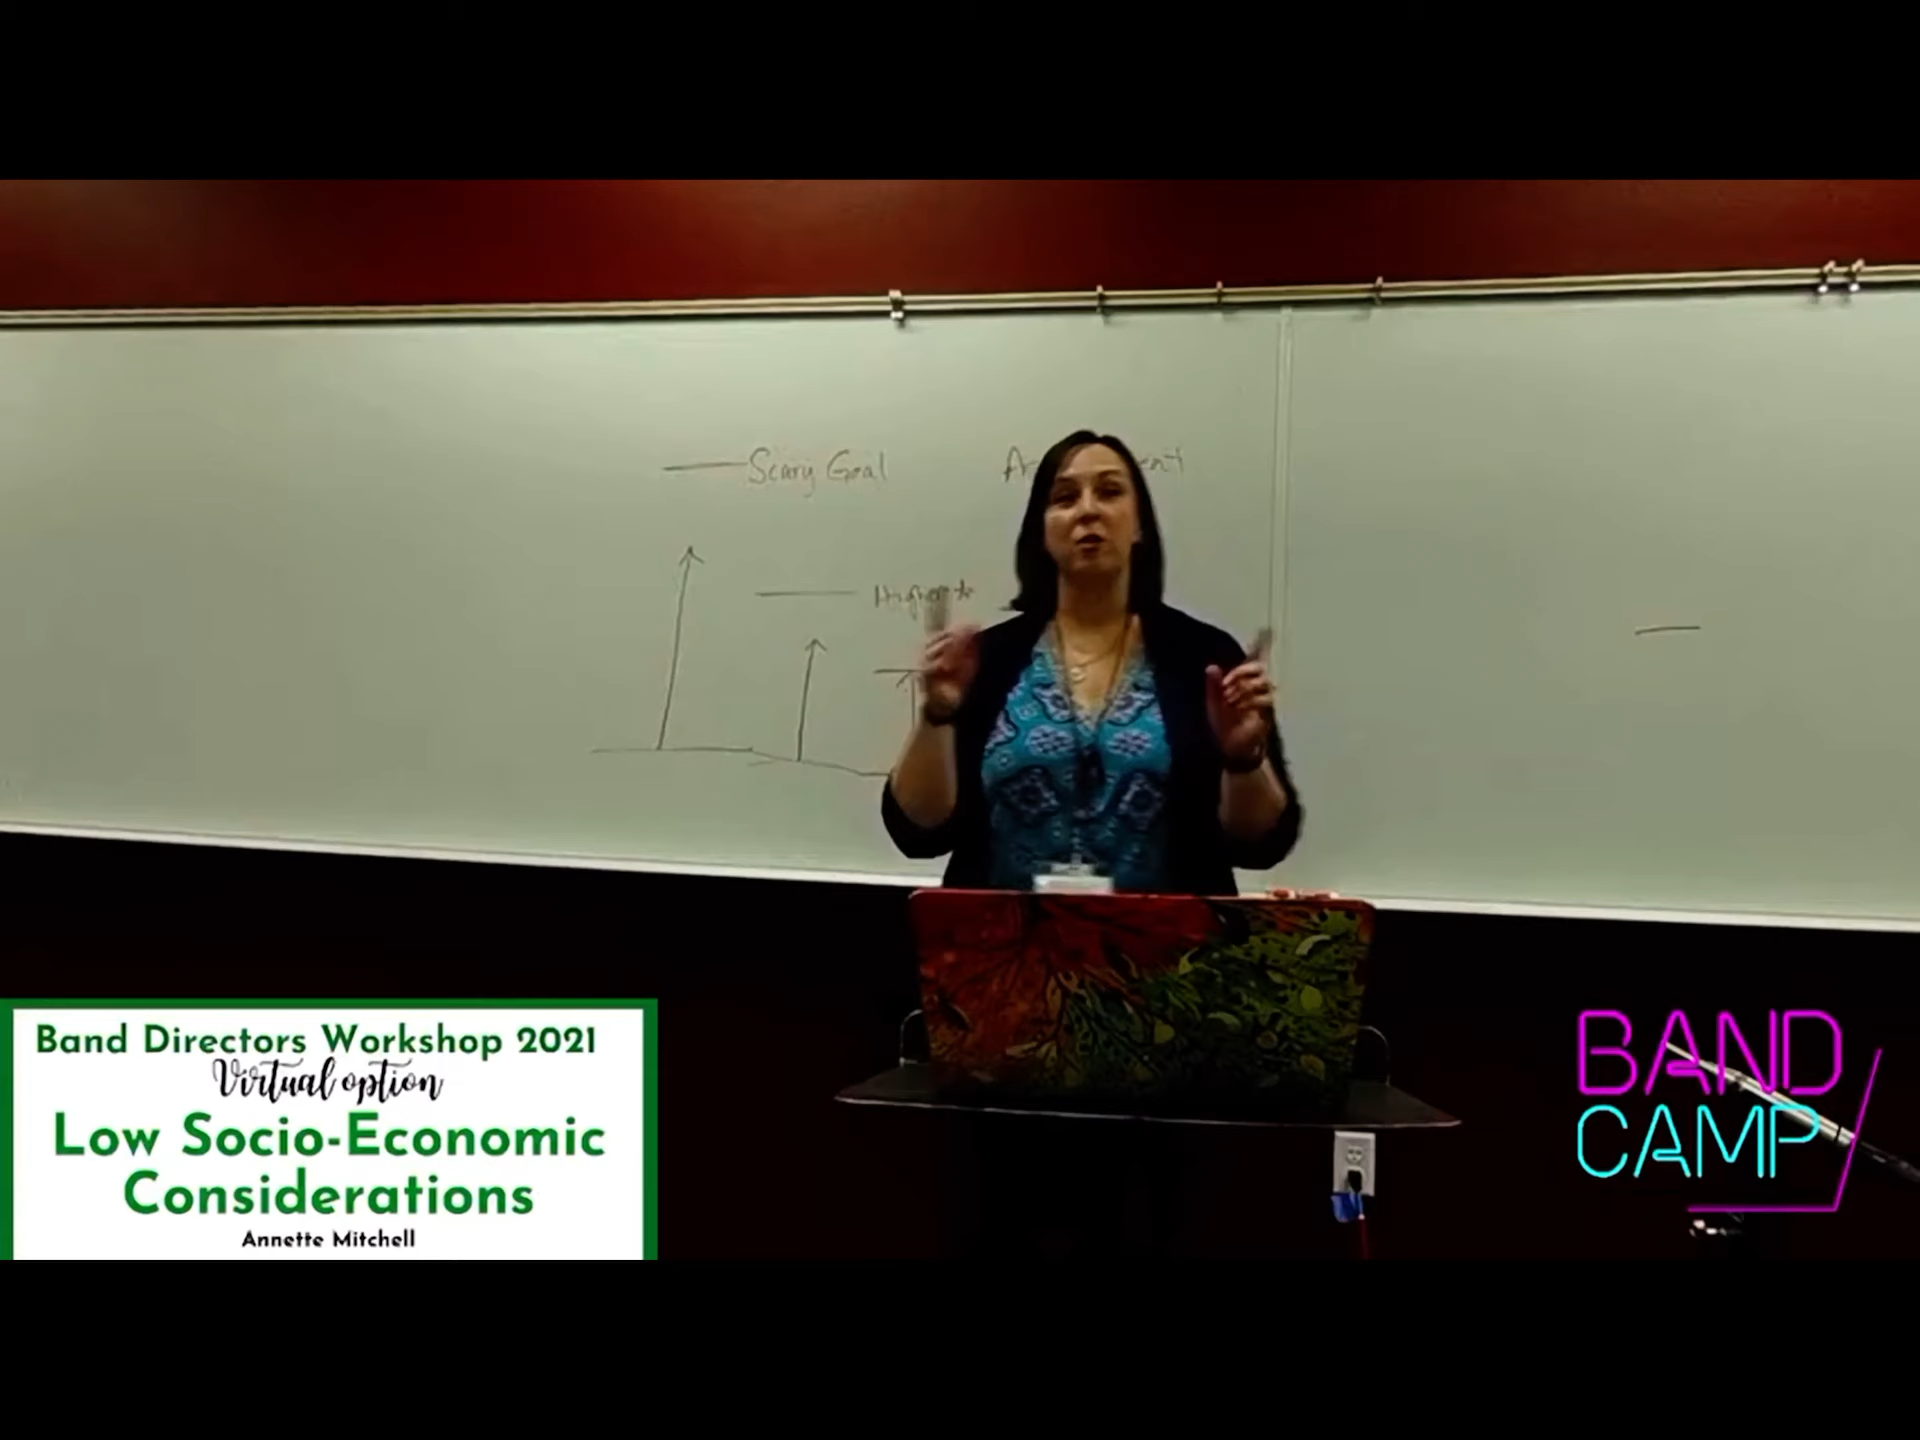 Scary Goal
Band Directors Workshop 2021
Virtual option
Low Socio-Economic
Considerations
Annette Mitchell
BAND
CAMP